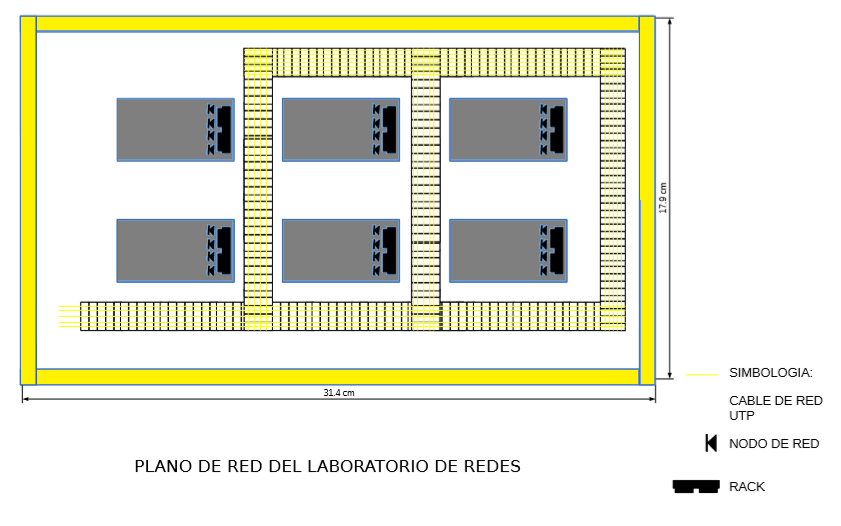 17.9 cm
31.4 cm
SIMBOLOGIA:
CABLE DE RED
UTP
NODO DE RED
PLANO DE RED DEL LABORATORIO DE REDES
RACK